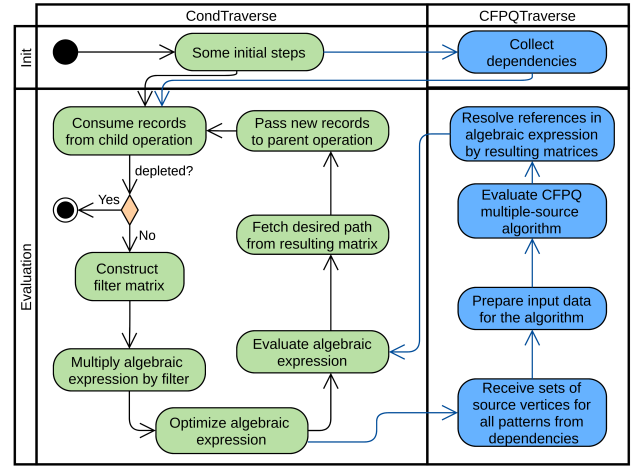 CondTraverse
CFPQTraverse
Init
Some initial steps
Collect
dependencies
Evaluation
Consume records
from child operation
Pass new records
to parent operation
Resolve references in
algebraic expression
by resulting matrices
depleted?
Yes
No
Evaluate CFPQ
multiple-source
algorithm
Fetch desired path
from resulting matrix
Construct
filter matrix
Prepare input data
for the algorithm
Evaluate algebraic
expression
Multiply algebraic
expression by filter
Receive sets of
source vertices for
all patterns from
dependencies
Optimize algebraic
expression